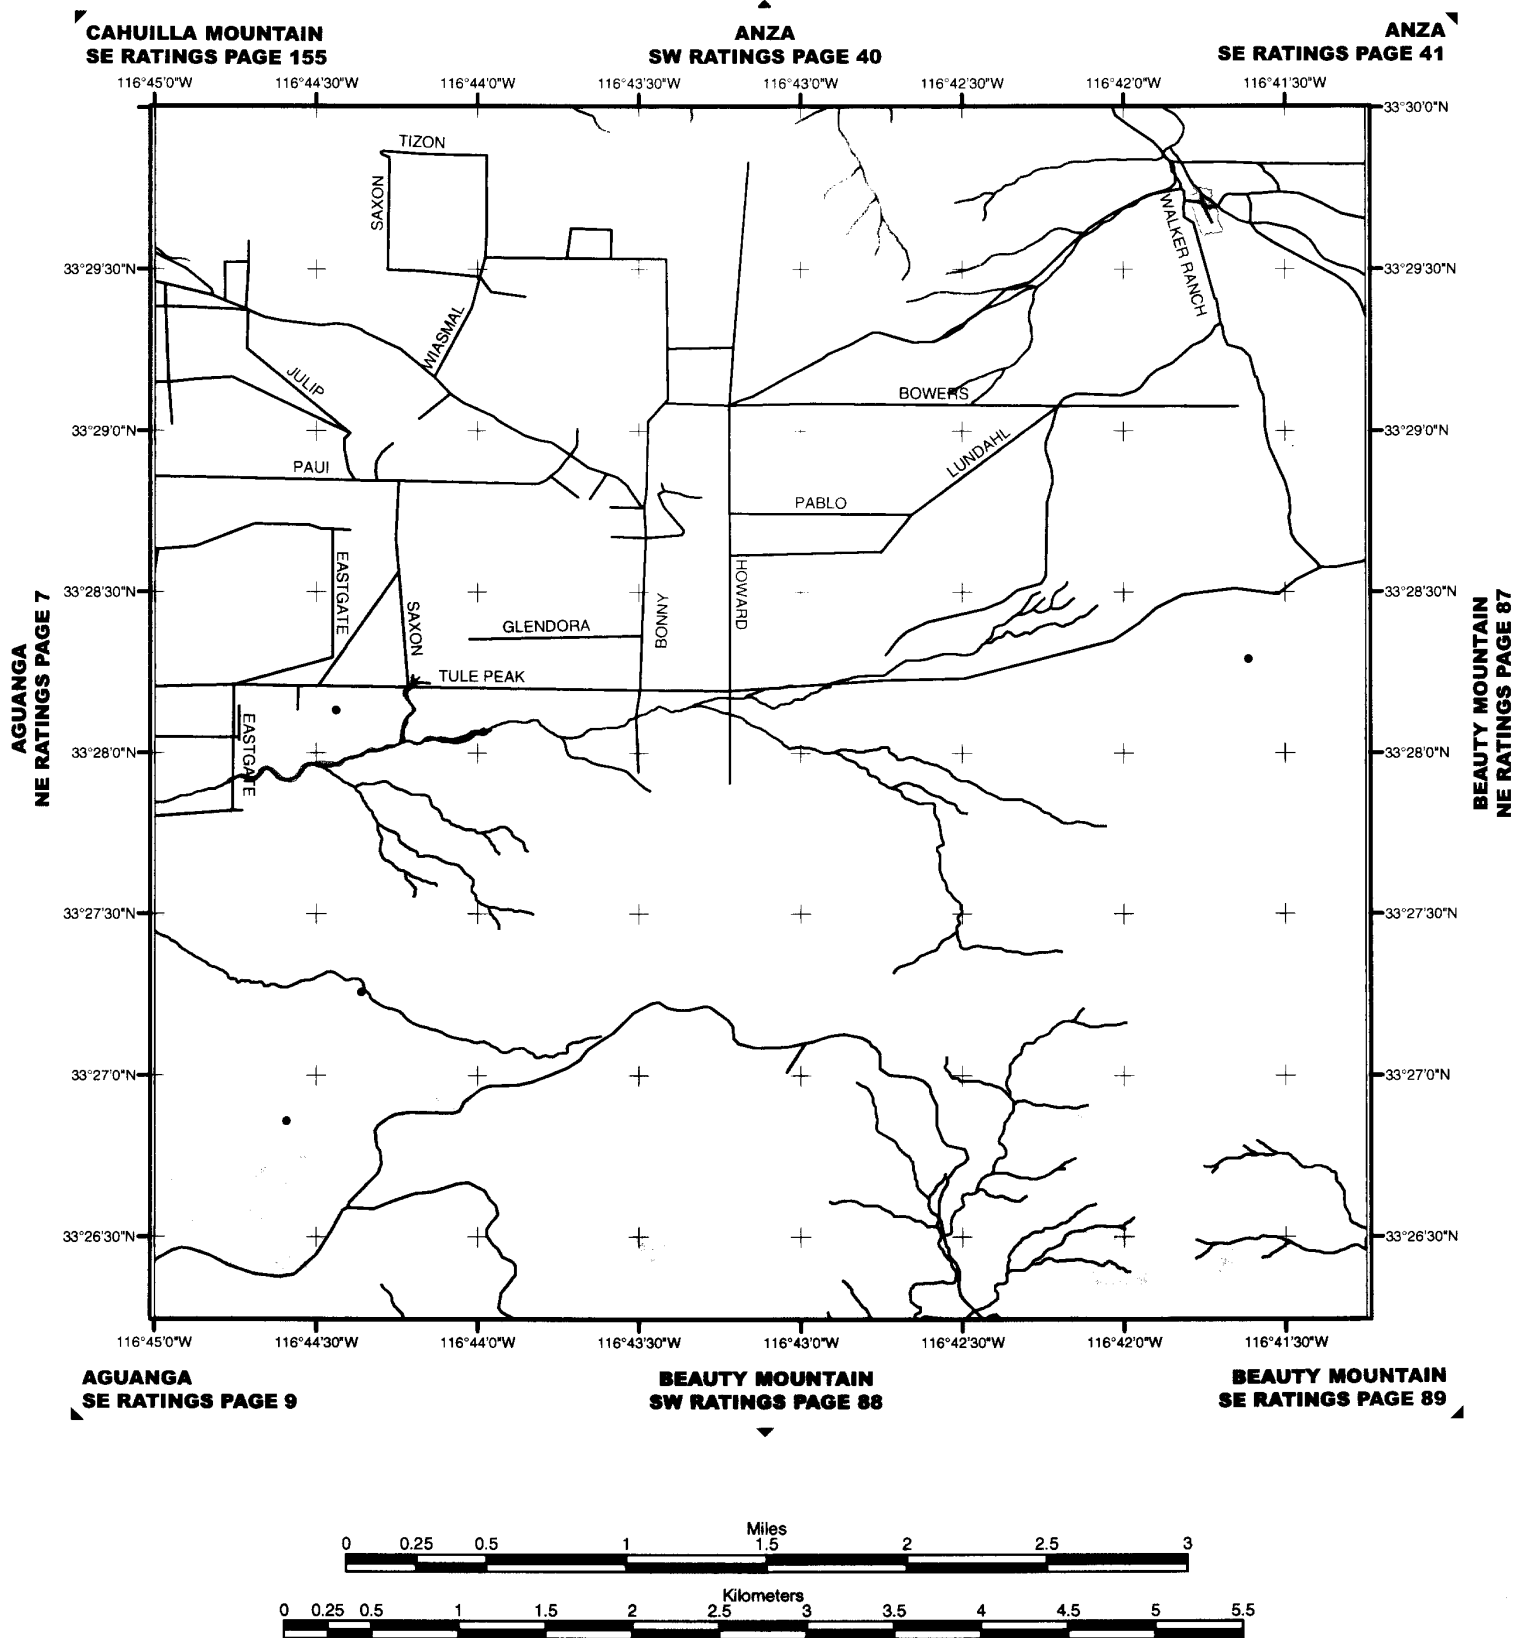 CAHUILLA MOUNTAIN
SE RATINGS PAGE 155
ANZA
SW RATINGS PAGE 40
ANZA
SE RATINGS PAGE 41
116°45'0"W
116°44'30"W
116°44'0"W
116°43'30"W
116°43'0"W
116°42'30"W
116°42'0"W
116°41'30"W
33°30'0"N
TIZON
SAXON
WALKER RANCH
33°29'30"N
33°29'30"N
WIASMAL
JULIP
BOWERS
33°29'0"N
33°29'0"N
LUNDAHL
PAUI
PABLO
EASTGATE
HOWARD
33°28'30"N
33°28'30"N
SAXON
BONNY
GLENDORA
TULE PEAK
AGUANGA
NE RATINGS PAGE 7
BEAUTY MOUNTAIN
NE RATINGS PAGE 87
EASTGATE
33°28'0"N
33°28'0"N
33°27'30"N
33°27'30"N
33°27'0"N
33°27'0"N
33°26'30"N
33°26'30"N
116°45'0"W
116°44'30"W
116°44'0"W
116°43'30"W
116°43'0"W
116°42'30"W
116°42'0"W
116°41'30"W
AGUANGA
SE RATINGS PAGE 9
BEAUTY MOUNTAIN
SW RATINGS PAGE 88
BEAUTY MOUNTAIN
SE RATINGS PAGE 89
Miles
0 0.25 0.5 1 1.5 2 2.5 3
Kilometers
0 0.25 0.5 1 1.5 2 2.5 3 3.5 4 4.5 5 5.5